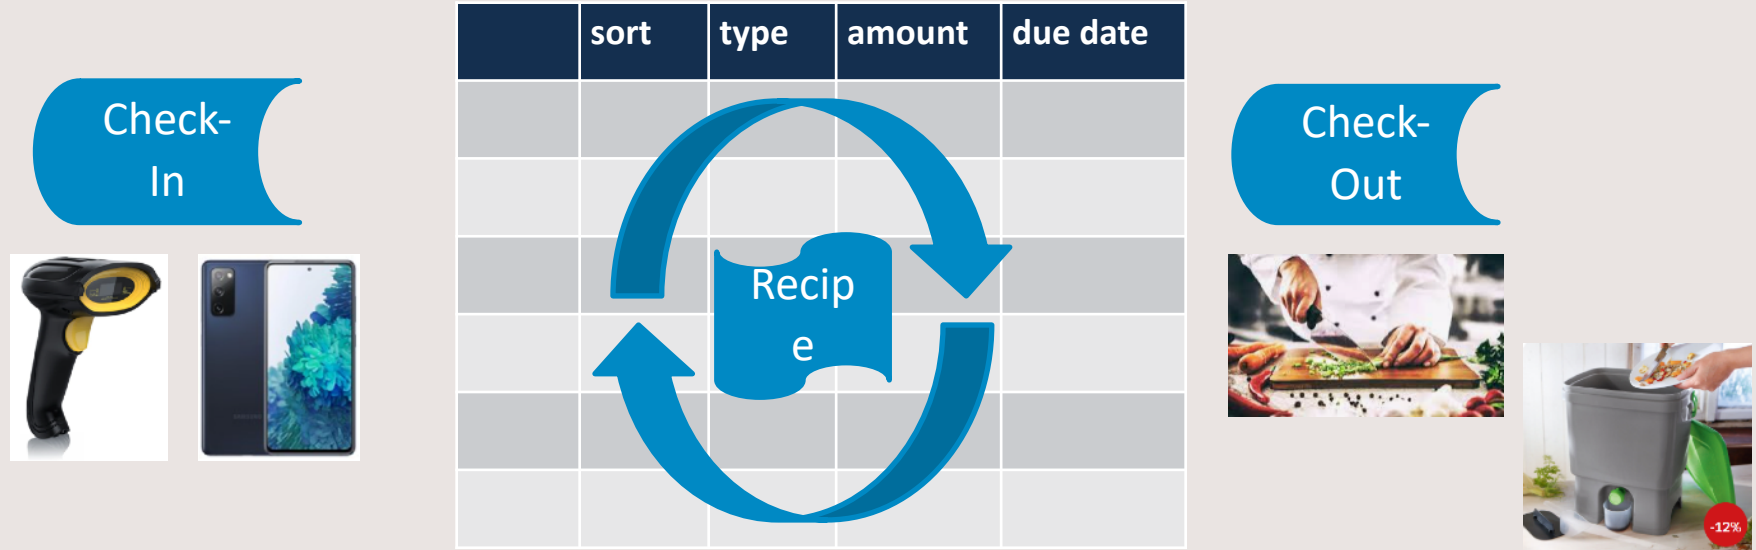 sort type amount due date
Check-
In
Check-
Out
Recip
e
-12%